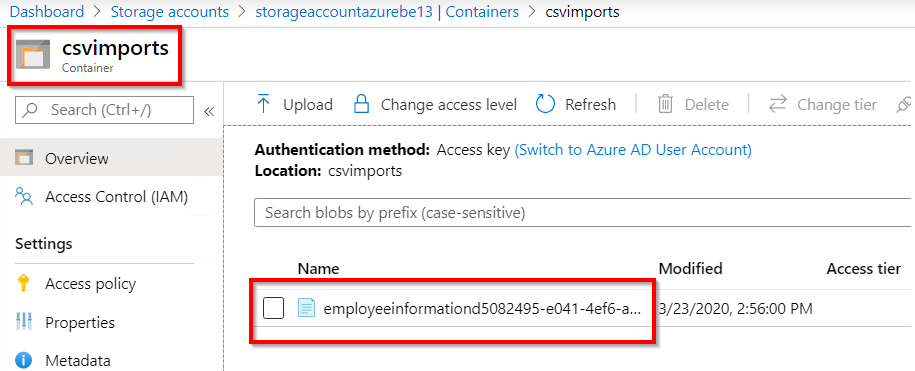 Dashboard > Storage accounts > storageaccountazurebe13 | Containers > csvimports
csvimports
Container
Search (Ctrl+/)
«
Upload Change access level Refresh Delete Change tier
Overview
Access Control (IAM)
Settings
Access policy
Properties
Metadata
Authentication method: Access key (Switch to Azure AD User Account)
Location: csvimports
Search blobs by prefix (case-sensitive)
Name Modified Access tier
employeeinformationd5082495-e041-4ef6-a... 3/23/2020, 2:56:00 PM